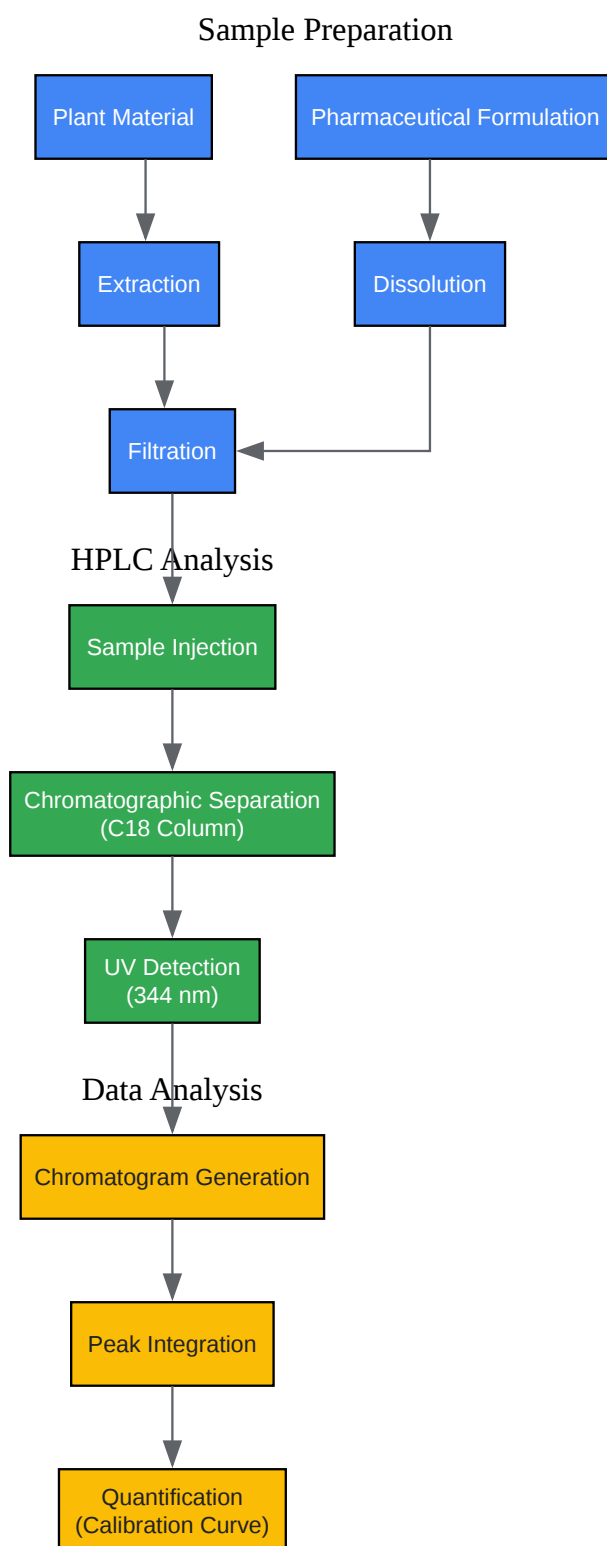 Sample Preparation
Plant Material
Pharmaceutical Formulation
Extraction
Dissolution
Filtration
HPLC Analysis
Sample Injection
Chromatographic Separation
(C18 Column)
UV Detection
(344 nm)
Data Analysis
Chromatogram Generation
Peak Integration
Quantification
(Calibration Curve)